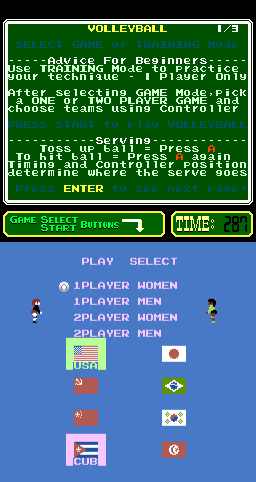 VOLLEYBALL 1/3
SELECT GAME or TRAINING Mode
-----Advice For Beginners-----
Use TRAINING Mode to Practice
your technique - 1 Player Only
After selecting GAME Mode,pick
a ONE or TWO PLAYER GAME and
choose teams using Controller
PRESS START to Play VOLLEYBALL
-----------Serving-----------
Toss up ball = Press A
To hit ball = Press A again
Timing and Controller position
determine where the serve goes
Press ENTER to see next Page!
GAME SELECT
START BUTTONS
TIME: 287
PLAY SELECT
1PLAYER WOMEN
1PLAYER MEN
2PLAYER WOMEN
2PLAYER MEN
USA
CUB